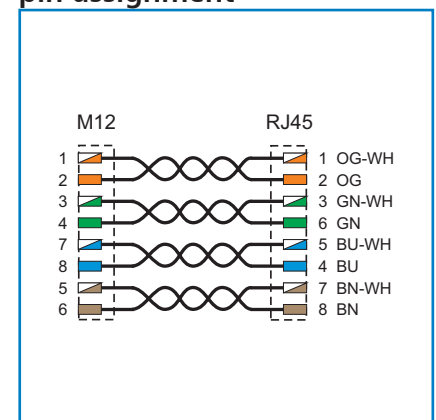 pin assignment
M12 RJ45
1 1 OG-WH
2 2 OG
3 3 GN-WH
4 6 GN
7 5 BU-WH
8 4 BU
5 7 BN-WH
6 8 BN